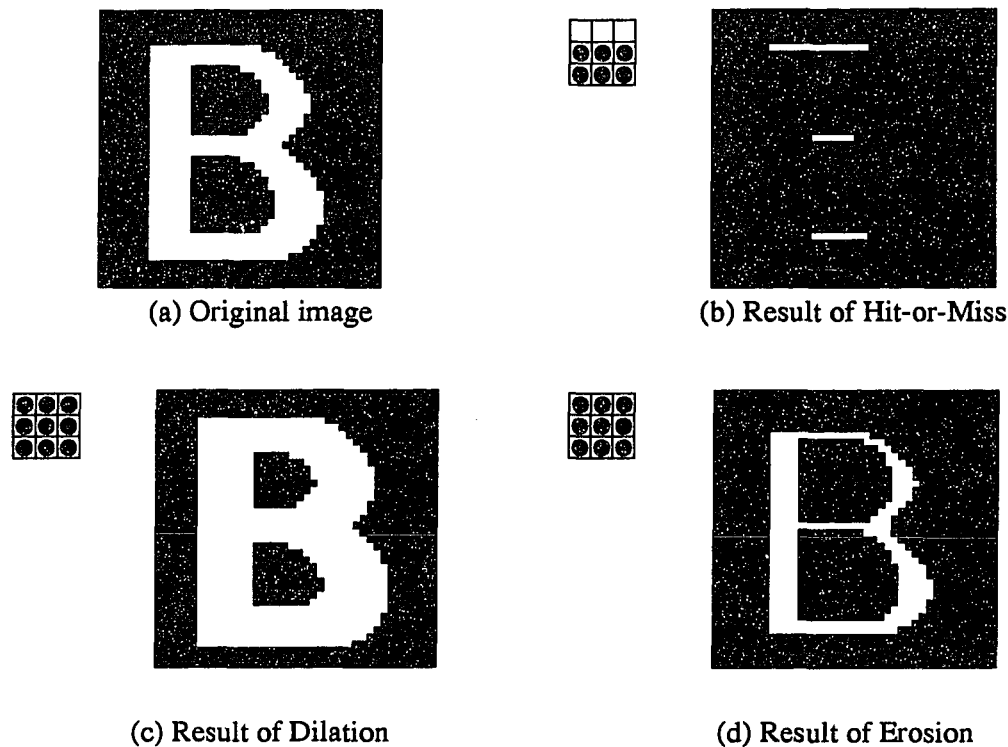 (a) Original image
(b) Result of Hit-or-Miss
(c) Result of Dilation
(d) Result of Erosion